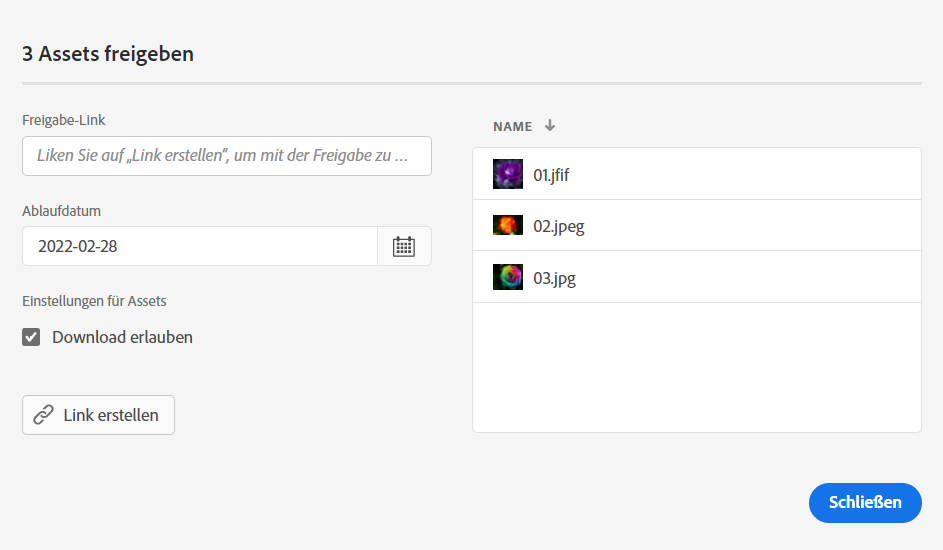 3 Assets freigeben
Freigabe-Link
Liken Sie auf „Link erstellen“, um mit der Freigabe zu ...
Ablaufdatum
2022-02-28
Einstellungen für Assets
Download erlauben
Link erstellen
NAME
01.jfif
02.jpeg
03.jpg
Schließen